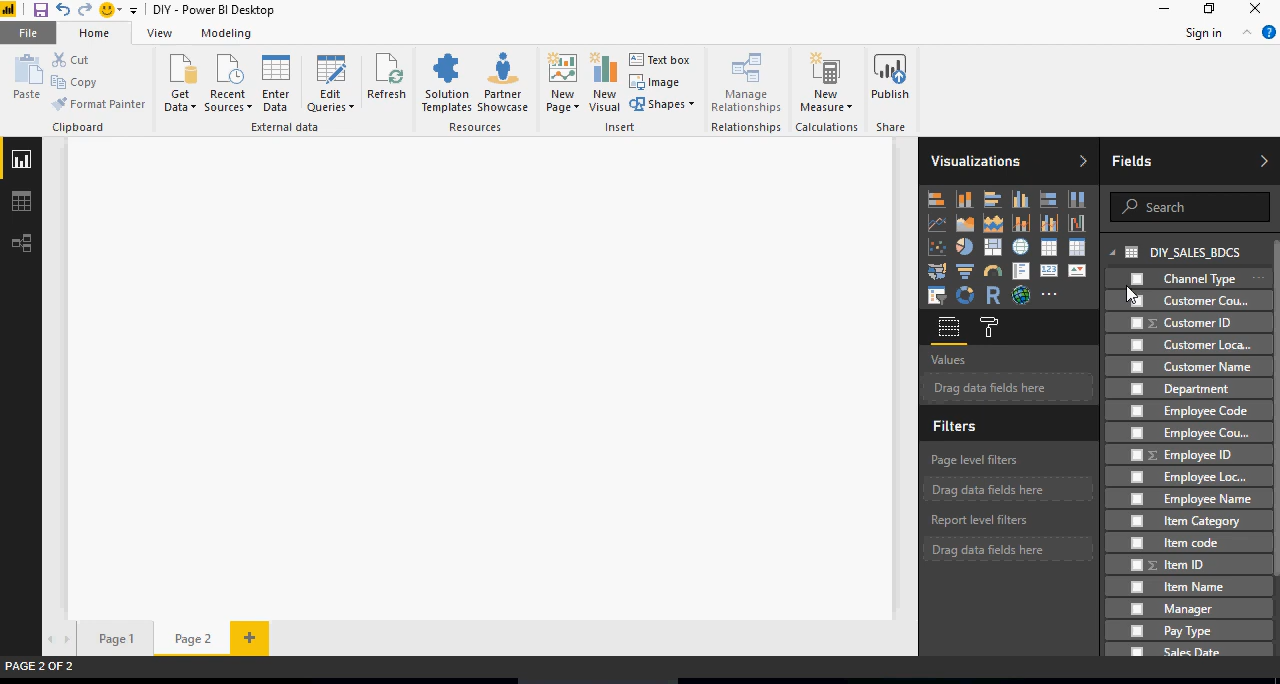 DIY - Power BI Desktop
File
Home
View
Modeling
Sign in
?
Paste
Cut
Copy
Format Painter
Clipboard
Get Data
Recent Sources
Enter Data
Edit Queries
Refresh
External data
Solution Templates
Partner Showcase
Resources
New Page
New Visual
Text box
Image
Shapes
Insert
Manage Relationships
Relationships
New Measure
Calculations
Publish
Share
Visualizations
R
123
...
Values
Drag data fields here
Filters
Page level filters
Drag data fields here
Report level filters
Drag data fields here
Fields
Search
DIY_SALES_BDCS
Channel Type ...
Customer Cou...
Σ Customer ID
Customer Loca...
Customer Name
Department
Employee Code
Employee Cou...
Σ Employee ID
Employee Loc...
Employee Name
Item Category
Item code
Σ Item ID
Item Name
Manager
Pay Type
Sales Date
Page 1
Page 2
+
PAGE 2 OF 2